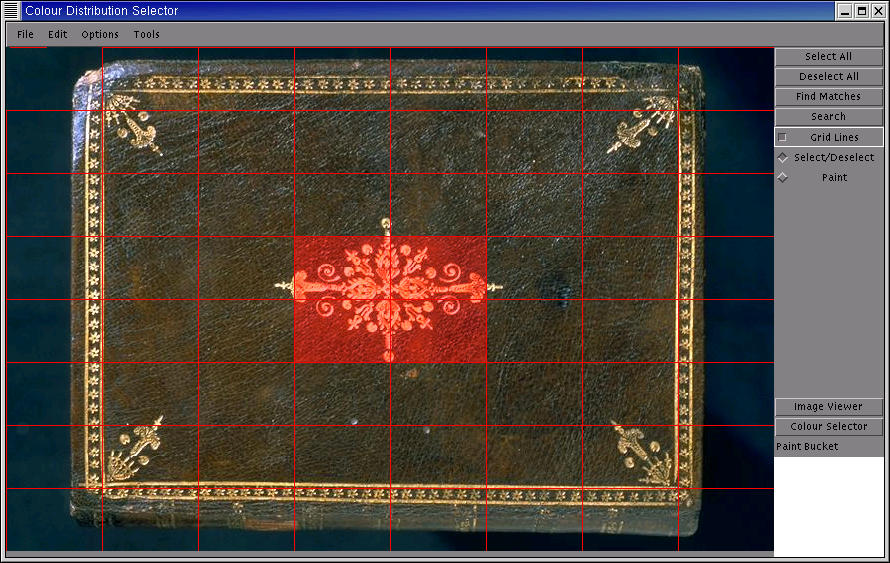 Colour Distribution Selector
File Edit Options Tools
Select All
Deselect All
Find Matches
Search
Grid Lines
Select/Deselect
Paint
Image Viewer
Colour Selector
Paint Bucket